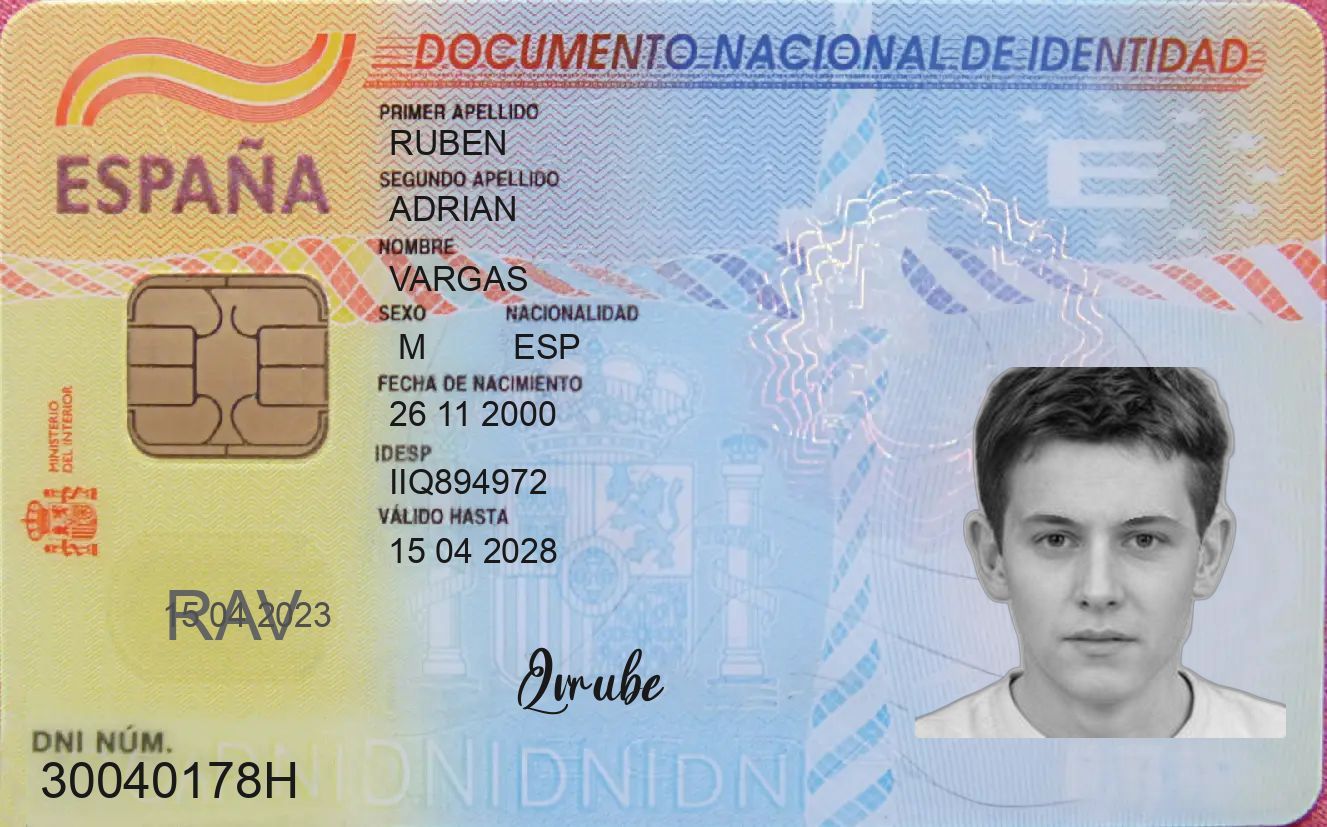 DOCUMENTO NACIONAL DE IDENTIDAD
ESPAÑA
PRIMER APELLIDO
RUBEN
SEGUNDO APELLIDO
ADRIAN
NOMBRE
VARGAS
SEXO NACIONALIDAD
M ESP
FECHA DE NACIMIENTO
26 11 2000
IDESP
IIQ894972
VÁLIDO HASTA
15 04 2028
MINISTERIO
DEL INTERIOR
E
RAV
15 04 2023
Qvrube
DNI NÚM.
30040178H
DNIDNIDNIDNI